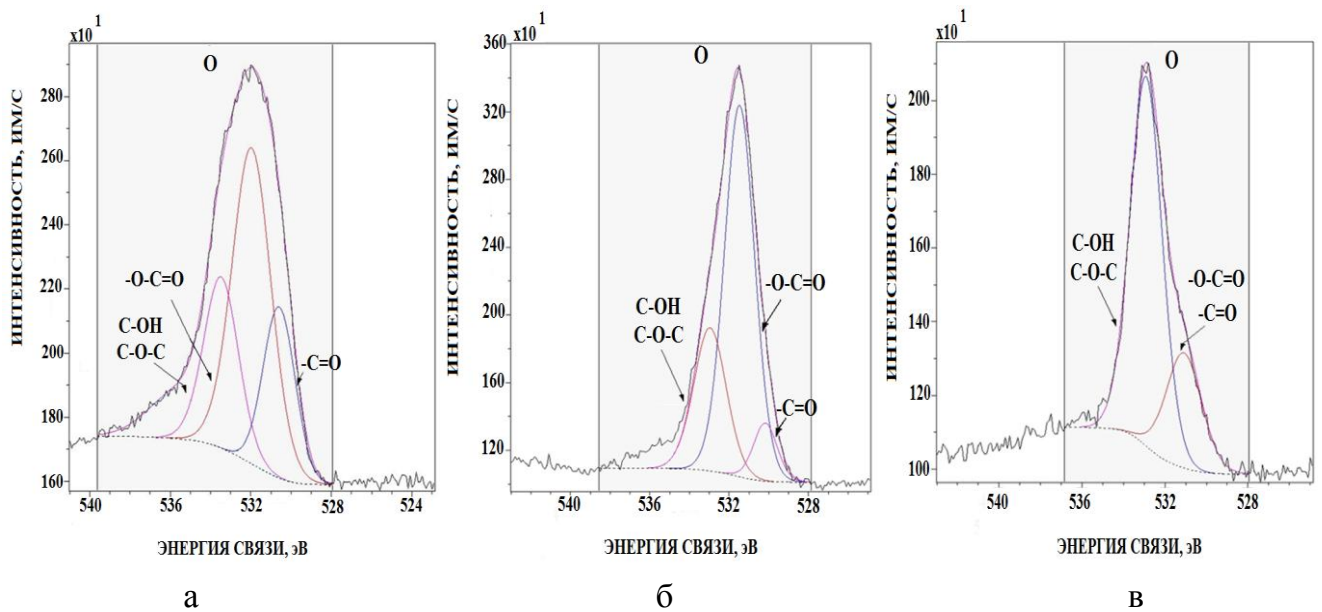 x10 1
О
ИНТЕНСИВНОСТЬ, ИМ/С
280
260
240
220
200
180
160
-O-C=O
C-OH
C-O-C
-C=O
540
536
532
528
524
ЭНЕРГИЯ СВЯЗИ, эВ
а
x10 1
О
ИНТЕНСИВНОСТЬ, ИМ/С
360
320
280
240
200
160
120
C-OH
C-O-C
-O-C=O
-C=O
540
536
532
528
ЭНЕРГИЯ СВЯЗИ, эВ
б
x10 1
О
ИНТЕНСИВНОСТЬ, ИМ/С
200
180
160
140
120
100
C-OH
C-O-C
-O-C=O
-C=O
540
536
532
528
ЭНЕРГИЯ СВЯЗИ, эВ
в